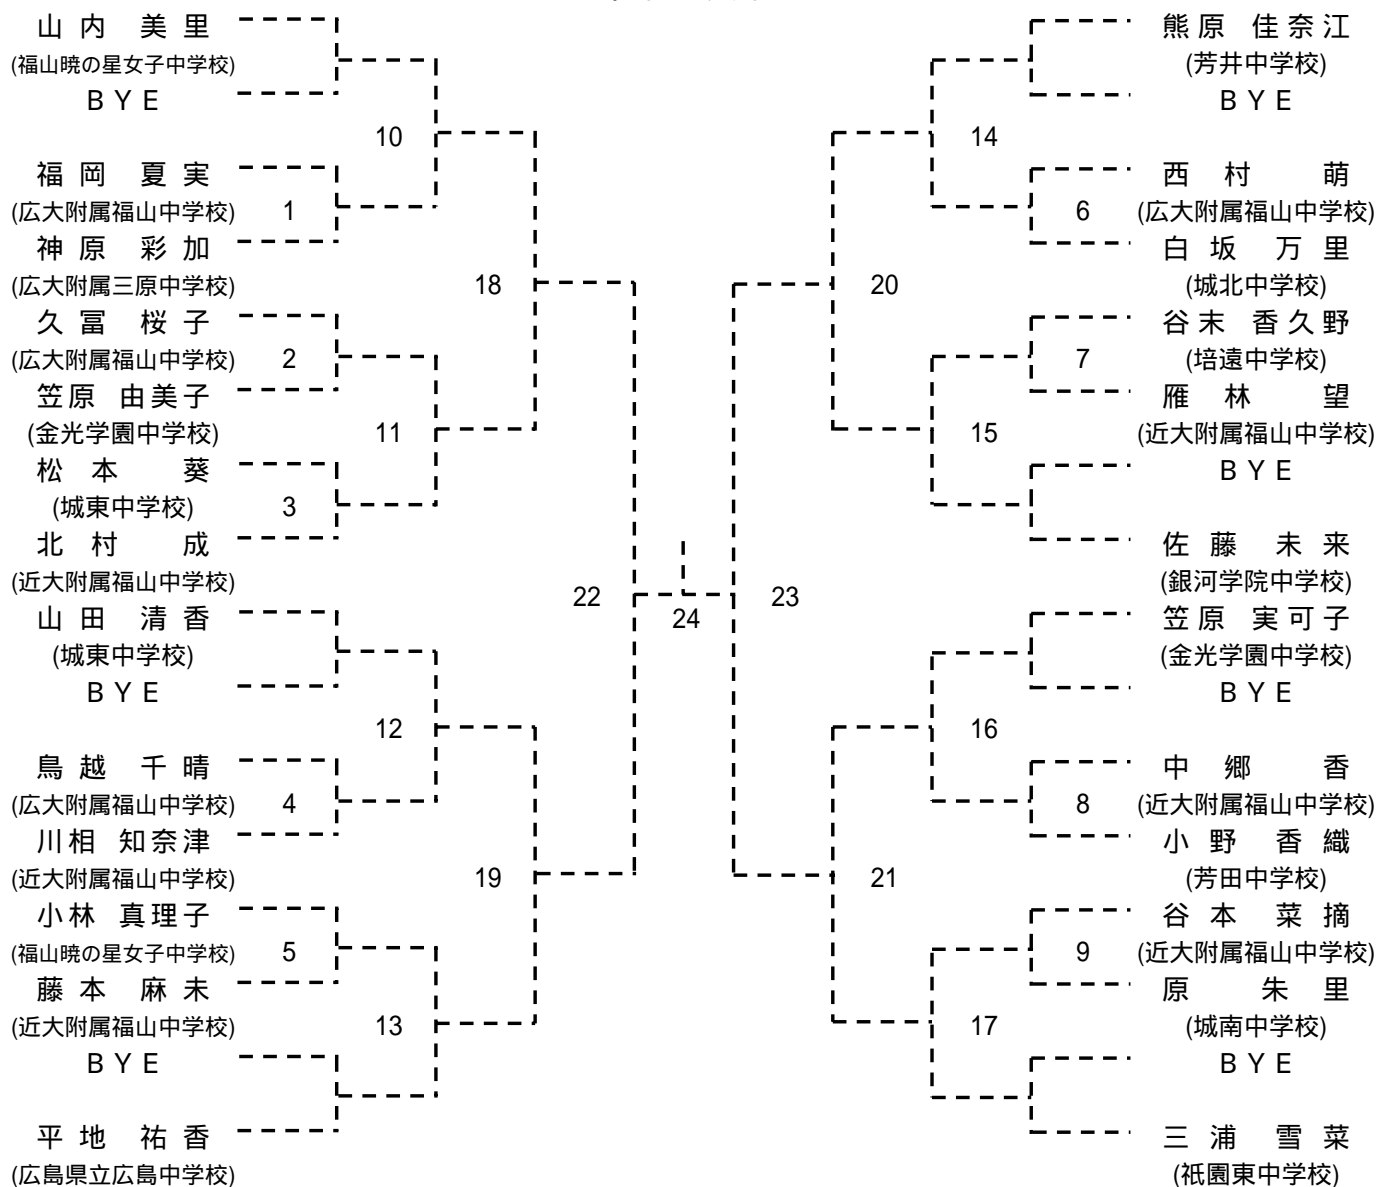 山内 美里
(福山暁の星女子中学校)
BYE
10
福岡 夏実
(広大附属福山中学校)
1
神原 彩加
(広大附属三原中学校)
18
久冨 桜子
(広大附属福山中学校)
2
笠原 由美子
(金光学園中学校)
11
松本 葵
(城東中学校)
3
北村 成
(近大附属福山中学校)
22
山田 清香
(城東中学校)
BYE
12
鳥越 千晴
(広大附属福山中学校)
4
川相 知奈津
(近大附属福山中学校)
19
小林 真理子
(福山暁の星女子中学校)
5
藤本 麻未
(近大附属福山中学校)
13
BYE
平地 祐香
(広島県立広島中学校)
24
熊原 佳奈江
(芳井中学校)
BYE
14
西村 萌
6
(広大附属福山中学校)
白坂 万里
(城北中学校)
20
谷末 香久野
7
(培遠中学校)
雁林 望
15
(近大附属福山中学校)
BYE
佐藤 未来
(銀河学院中学校)
23
笠原 実可子
(金光学園中学校)
BYE
16
中郷 香
8
(近大附属福山中学校)
小野 香織
(芳田中学校)
21
谷本 菜摘
9
(近大附属福山中学校)
原 朱里
17
(城南中学校)
BYE
三浦 雪菜
(祇園東中学校)